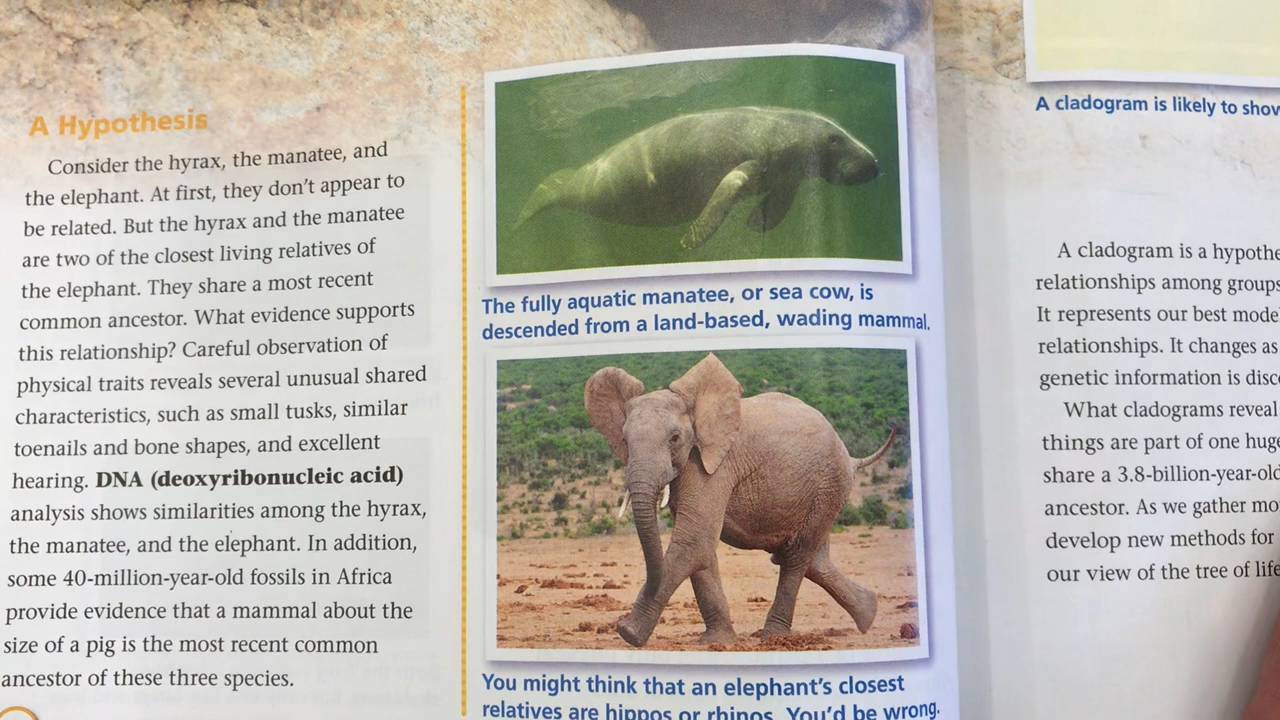 A Hypothesis
Consider the hyrax, the manatee, and
the elephant. At first, they don't appear to
be related. But the hyrax and the manatee
are two of the closest living relatives of
the elephant. They share a most recent
common ancestor. What evidence supports
this relationship? Careful observation of
physical traits reveals several unusual shared
characteristics, such as small tusks, similar
toenails and bone shapes, and excellent
hearing. DNA (deoxyribonucleic acid)
analysis shows similarities among the hyrax,
the manatee, and the elephant. In addition,
some 40-million-year-old fossils in Africa
provide evidence that a mammal about the
size of a pig is the most recent common
ancestor of these three species.
The fully aquatic manatee, or sea cow, is
descended from a land-based, wading mammal.
You might think that an elephant's closest
relatives are hippos or rhinos. You'd be wrong.
A cladogram is likely to
A cladogram is a
relationships among groups
It represents our best
relationships. It changes as
genetic information is
What cladograms reveal
things are part of one
share a 3.8-billion-year-old
ancestor. As we gather
develop new methods for
our view of the tree of life